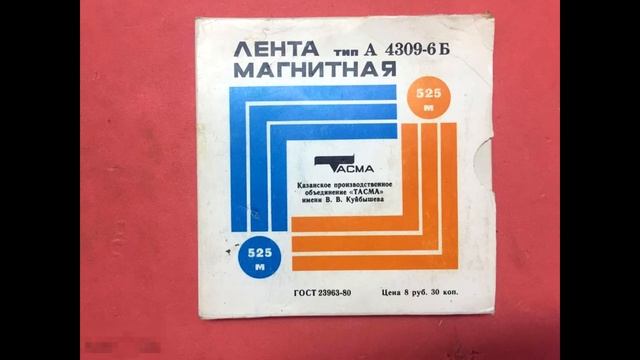 ЛЕНТА тип А 4309-6 Б
МАГНИТНАЯ
525
м
ТАСМА
Казанское производственное
объединение «ТАСМА»
имени В. В. Куйбышева
525
м
ГОСТ 23963-80 Цена 8 руб. 30 коп.